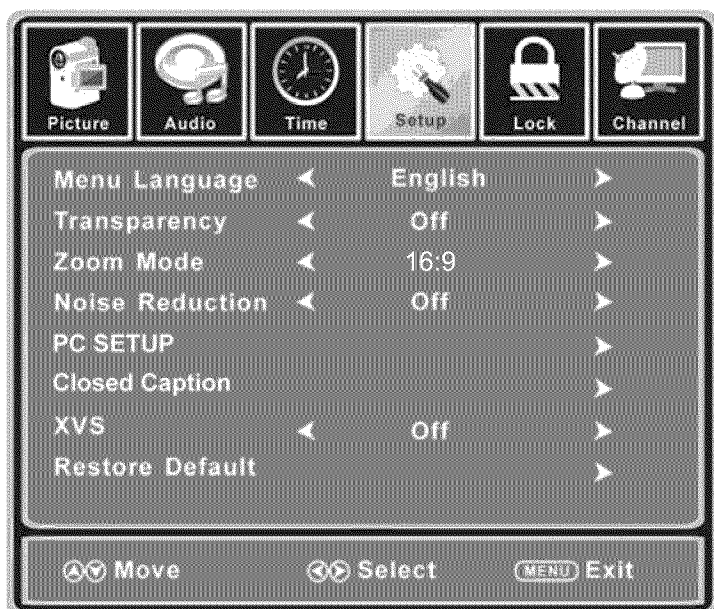 Picture Audio Time Setup Lock Channel
Menu Language English
Transparency Off
Zoom Mode 16:9
Noise Reduction Off
PC SETUP
Closed Caption
XVS Off
Restore Default
Move Select MENU Exit